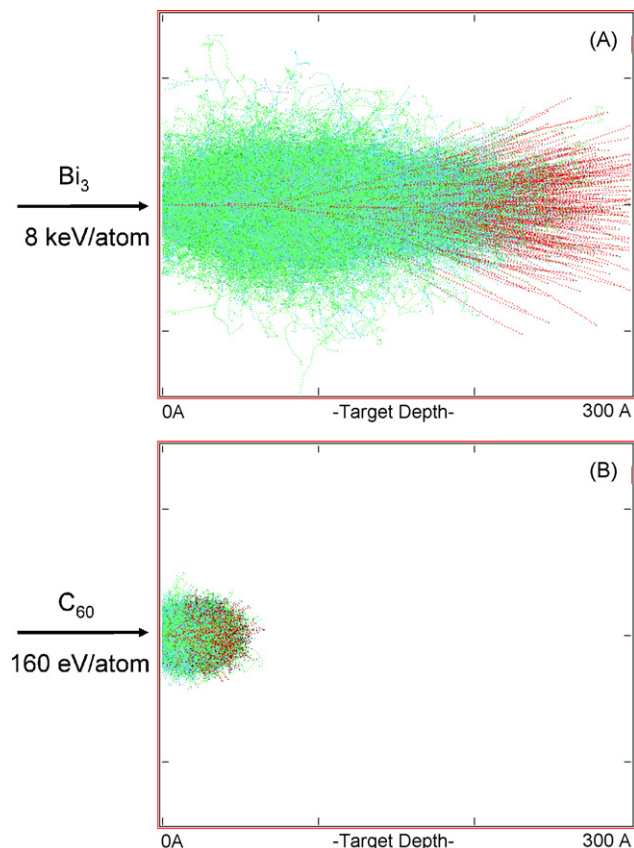 (A)
Bi₃
8 keV/atom
0A -Target Depth- 300 A
(B)
C₆₀
160 eV/atom
0A -Target Depth- 300 A